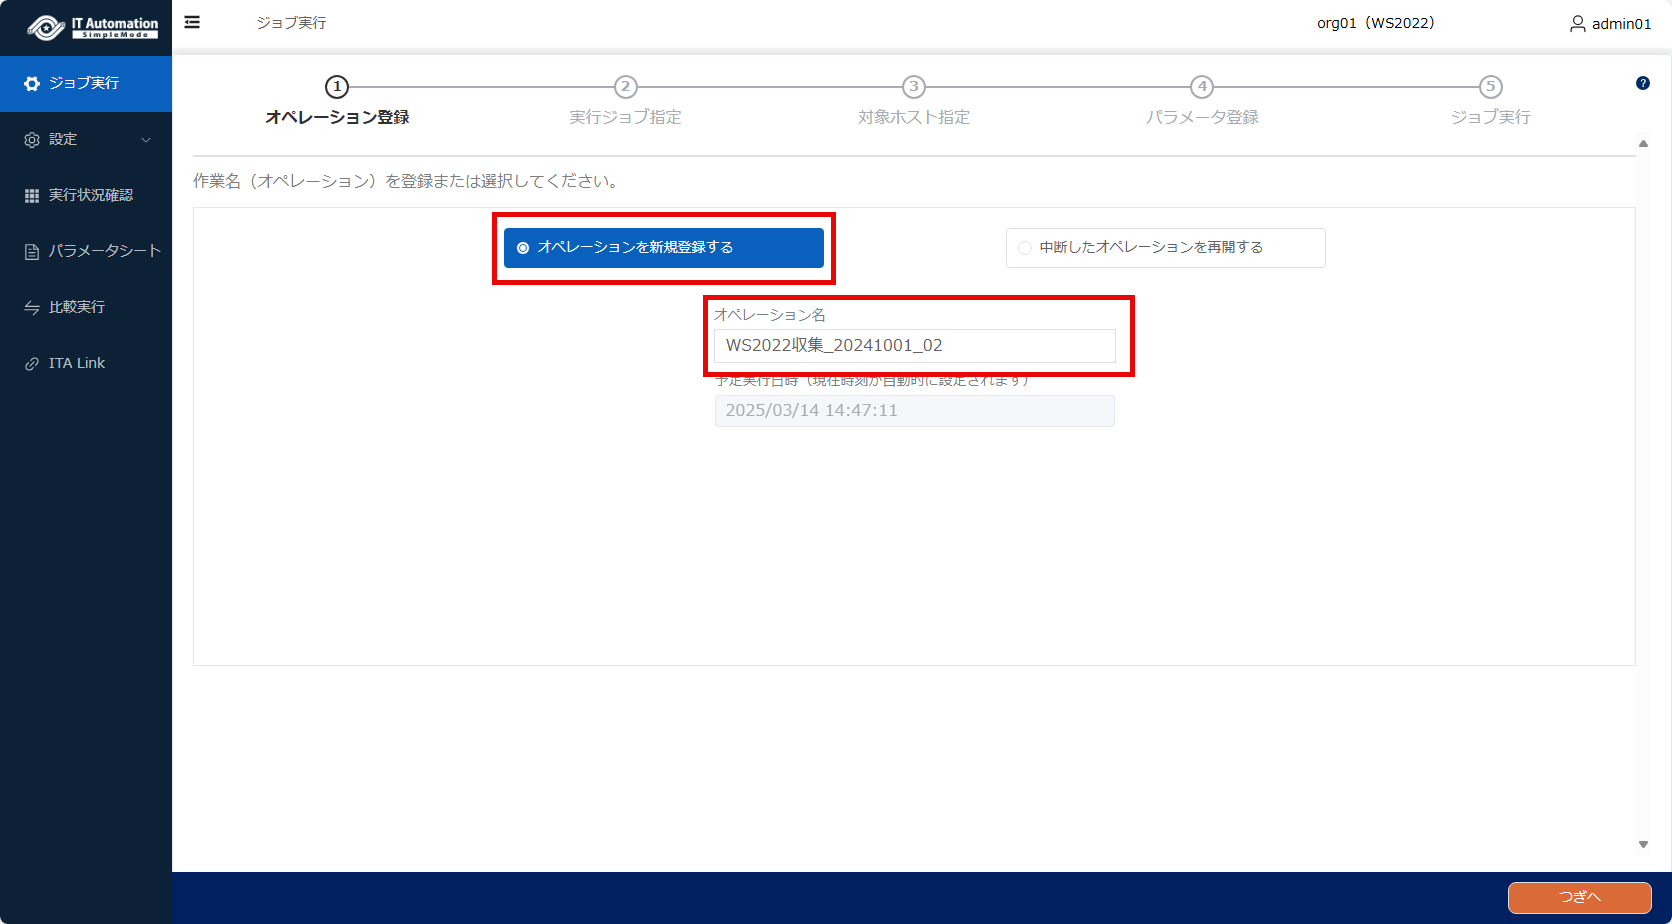 IT Automation
SimpleMode
ジョブ実行
org01（WS2022）
admin01
ジョブ実行
設定
実行状況確認
パラメータシート
比較実行
ITA Link
1
2
3
4
5
?
オペレーション登録
実行ジョブ指定
対象ホスト指定
パラメータ登録
ジョブ実行
作業名（オペレーション）を登録または選択してください。
オペレーションを新規登録する
中断したオペレーションを再開する
オペレーション名
WS2022収集_20241001_02
予定実行日時（現在時刻が自動的に設定されます）
2025/03/14 14:47:11
つぎへ